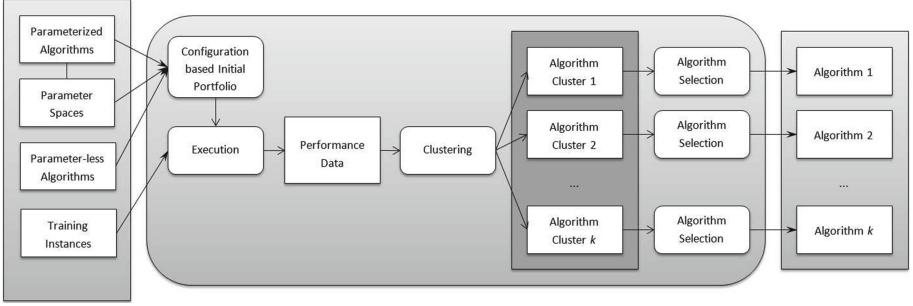 Parameterized
Algorithms
Parameter
Spaces
Parameter-less
Algorithms
Training
Instances
Configuration
based Initial
Portfolio
Execution
Performance
Data
Clustering
Algorithm
Cluster 1
Algorithm
Cluster 2
...
Algorithm
Cluster k
Algorithm
Selection
Algorithm
Selection
Algorithm
Selection
Algorithm 1
Algorithm 2
...
Algorithm k